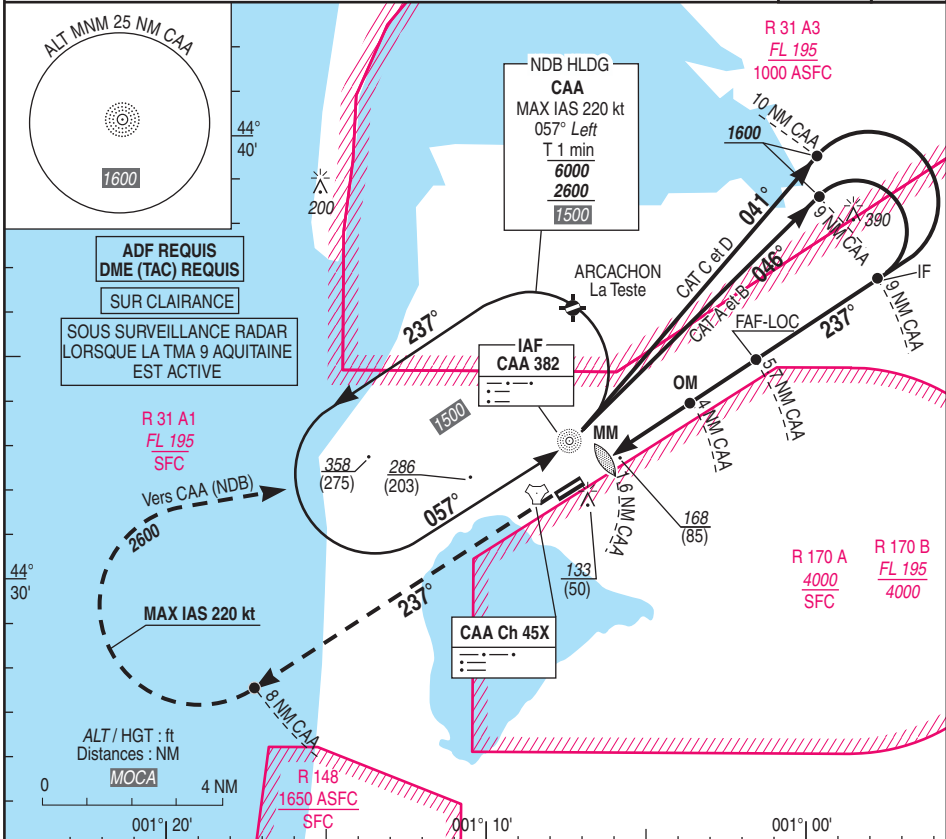 ALT MNM 25 NM CAA
1600
44°
40'
200
ADF REQUIS
DME (TAC) REQUIS
SUR CLAIRANCE
SOUS SURVEILLANCE RADAR
LORSQUE LA TMA 9 AQUITAINE
EST ACTIVE
NDB HLDG
CAA
MAX IAS 220 kt
057° Left
T 1 min
6000
2600
1500
R 31 A3
FL 195
1000 ASFC
10 NM CAA
1600
041°
CAT C et D
046°
CAT A et B
9 NM CAA
390
IF
9 NM CAA
237°
FAF-LOC
5,7 NM CAA
OM
4 NM CAA
MM
1,6 NM CAA
ARCACHON
La Teste
237°
IAF
CAA 382
1500
R 31 A1
FL 195
SFC
358
(275)
286
(203)
057°
Vers CAA (NDB)
2600
MAX IAS 220 kt
237°
168
(85)
133
(50)
CAA Ch 45X
R 170 A
4000
SFC
R 170 B
FL 195
4000
44°
30'
8 NM CAA
ALT / HGT : ft
Distances : NM
MOCA
0
4 NM
R 148
1650 ASFC
SFC
001° 20
001° 10
001° 00